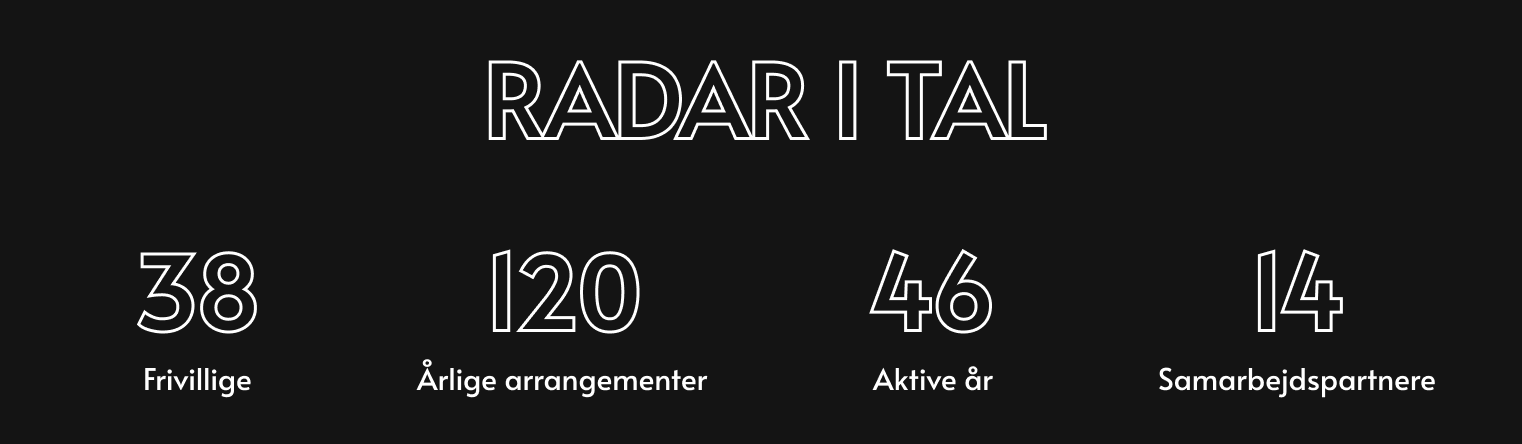 RADAR I TAL
38
Frivillige
120
Årlige arrangementer
46
Aktive år
14
Samarbejdspartnere